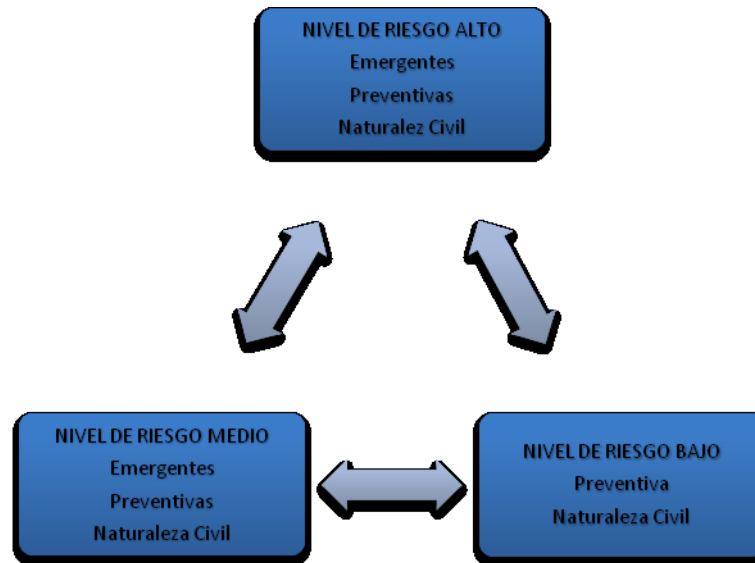 NIVEL DE RIESGO ALTO
Emergentes
Preventivas
Naturalez Civil
NIVEL DE RIESGO MEDIO
Emergentes
Preventivas
Naturaleza Civil
NIVEL DE RIESGO BAJO
Preventiva
Naturaleza Civil